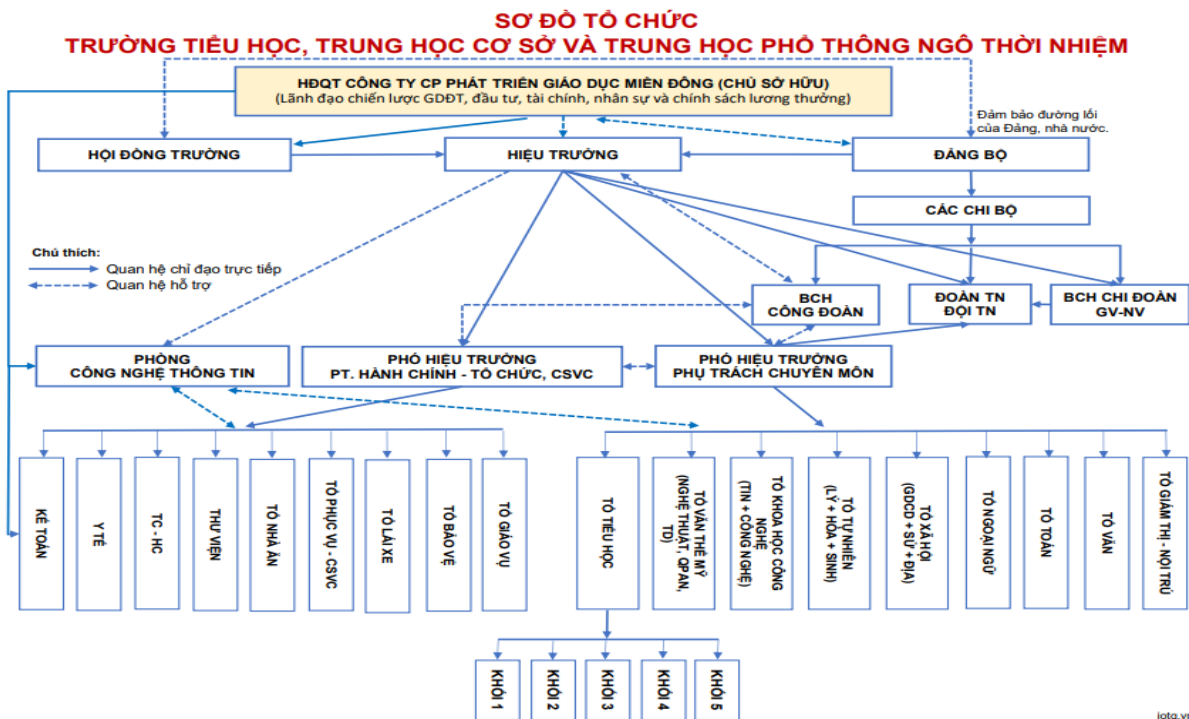 SƠ ĐỒ TỔ CHỨC
TRƯỜNG TIỂU HỌC, TRUNG HỌC CƠ SỞ VÀ TRUNG HỌC PHỔ THÔNG NGÔ THỜI NHIỆM
HĐQT CÔNG TY CP PHÁT TRIỂN GIÁO DỤC MIỀN ĐÔNG (CHỦ SỞ HỮU)
(Lãnh đạo chiến lược GDĐT, đầu tư, tài chính, nhân sự và chính sách lương thưởng)
Đảm bảo đường lối
của Đảng, nhà nước.
HỘI ĐỒNG TRƯỜNG
HIỆU TRƯỞNG
ĐẢNG BỘ
CÁC CHI BỘ
Chú thích:
Quan hệ chỉ đạo trực tiếp
Quan hệ hỗ trợ
BCH
CÔNG ĐOÀN
ĐOÀN TN
ĐỘI TN
BCH CHI ĐOÀN
GV-NV
PHÒNG
CÔNG NGHỆ THÔNG TIN
PHÓ HIỆU TRƯỞNG
PT. HÀNH CHÍNH - TỔ CHỨC, CSVC
PHÓ HIỆU TRƯỞNG
PHỤ TRÁCH CHUYÊN MÔN
KẾ TOÁN
Y TẾ
TC - HC
THƯ VIỆN
TỔ NHÀ ĂN
TỔ PHỤC VỤ - CSVC
TỔ LÁI XE
TỔ BẢO VỆ
TỔ GIÁO VỤ
TỔ TIỂU HỌC
TỔ VĂN THỂ MỸ
(NGHỆ THUẬT, QPAN,
TD)
TỔ KHOA HỌC CÔNG
NGHỆ
(TIN + CÔNG NGHỆ)
TỔ TỰ NHIÊN
(LÝ + HÓA + SINH)
TỔ XÃ HỘI
(GDCD + SỬ + ĐỊA)
TỔ NGOẠI NGỮ
TỔ TOÁN
TỔ VĂN
TỔ GIÁM THỊ - NỘI TRÚ
KHỐI 1
KHỐI 2
KHỐI 3
KHỐI 4
KHỐI 5